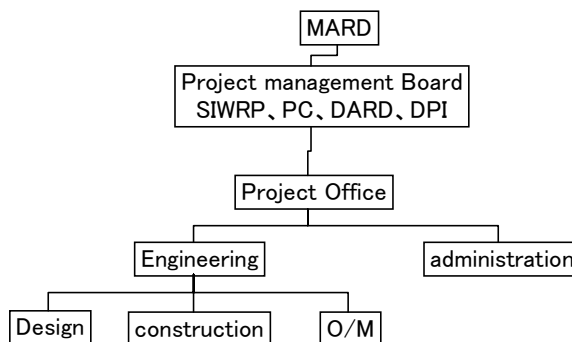 MARD
Project management Board
SIWRP、PC、DARD、DPI
Project Office
Engineering
administration
Design
construction
O/M